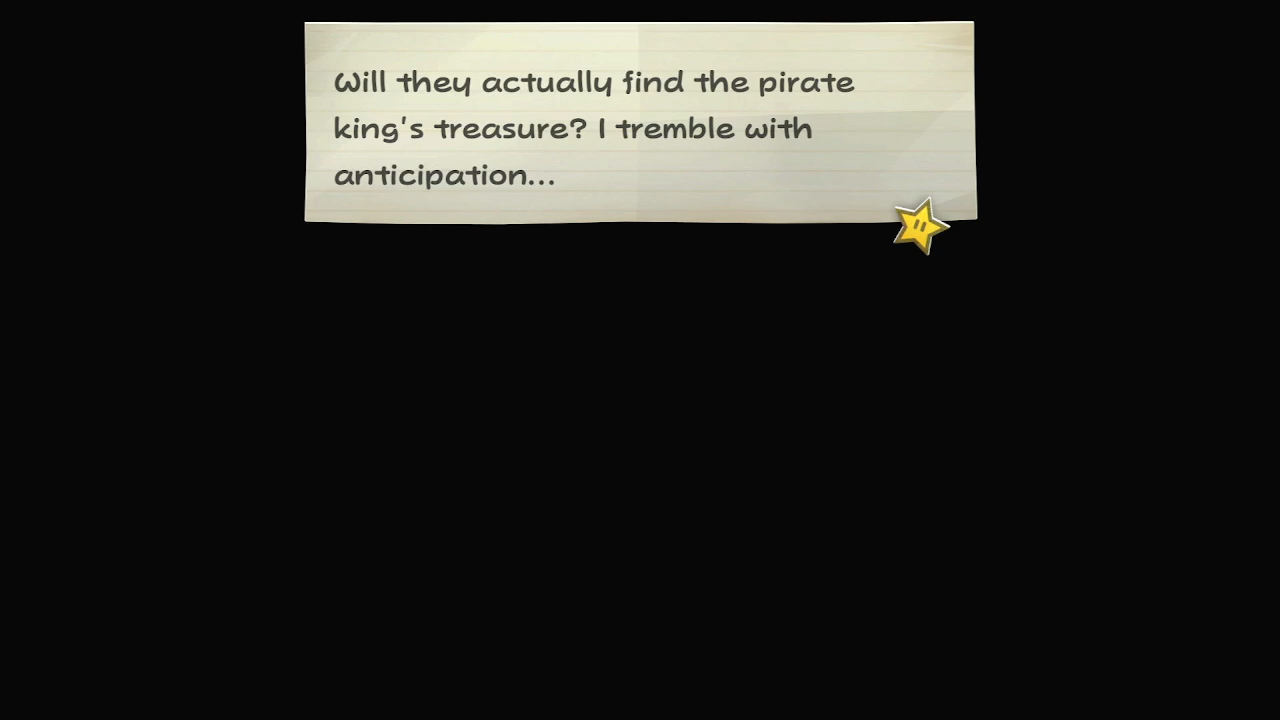 Will they actually find the pirate
king's treasure? I tremble with
anticipation...